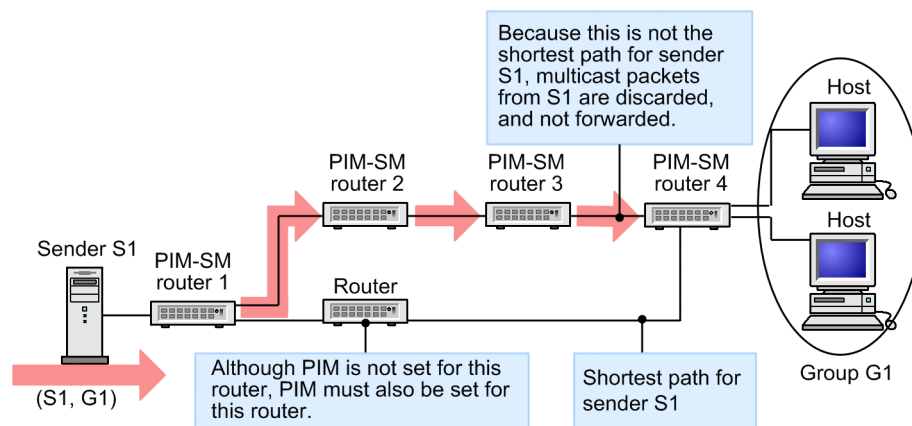 Because this is not the
shortest path for sender
S1, multicast packets
from S1 are discarded,
and not forwarded.
Host
PIM-SM
router 2
PIM-SM
router 3
PIM-SM
router 4
Sender S1
PIM-SM
router 1
Router
Host
Although PIM is not set for this
router, PIM must also be set for
this router.
Shortest path for
sender S1
Group G1
(S1, G1)